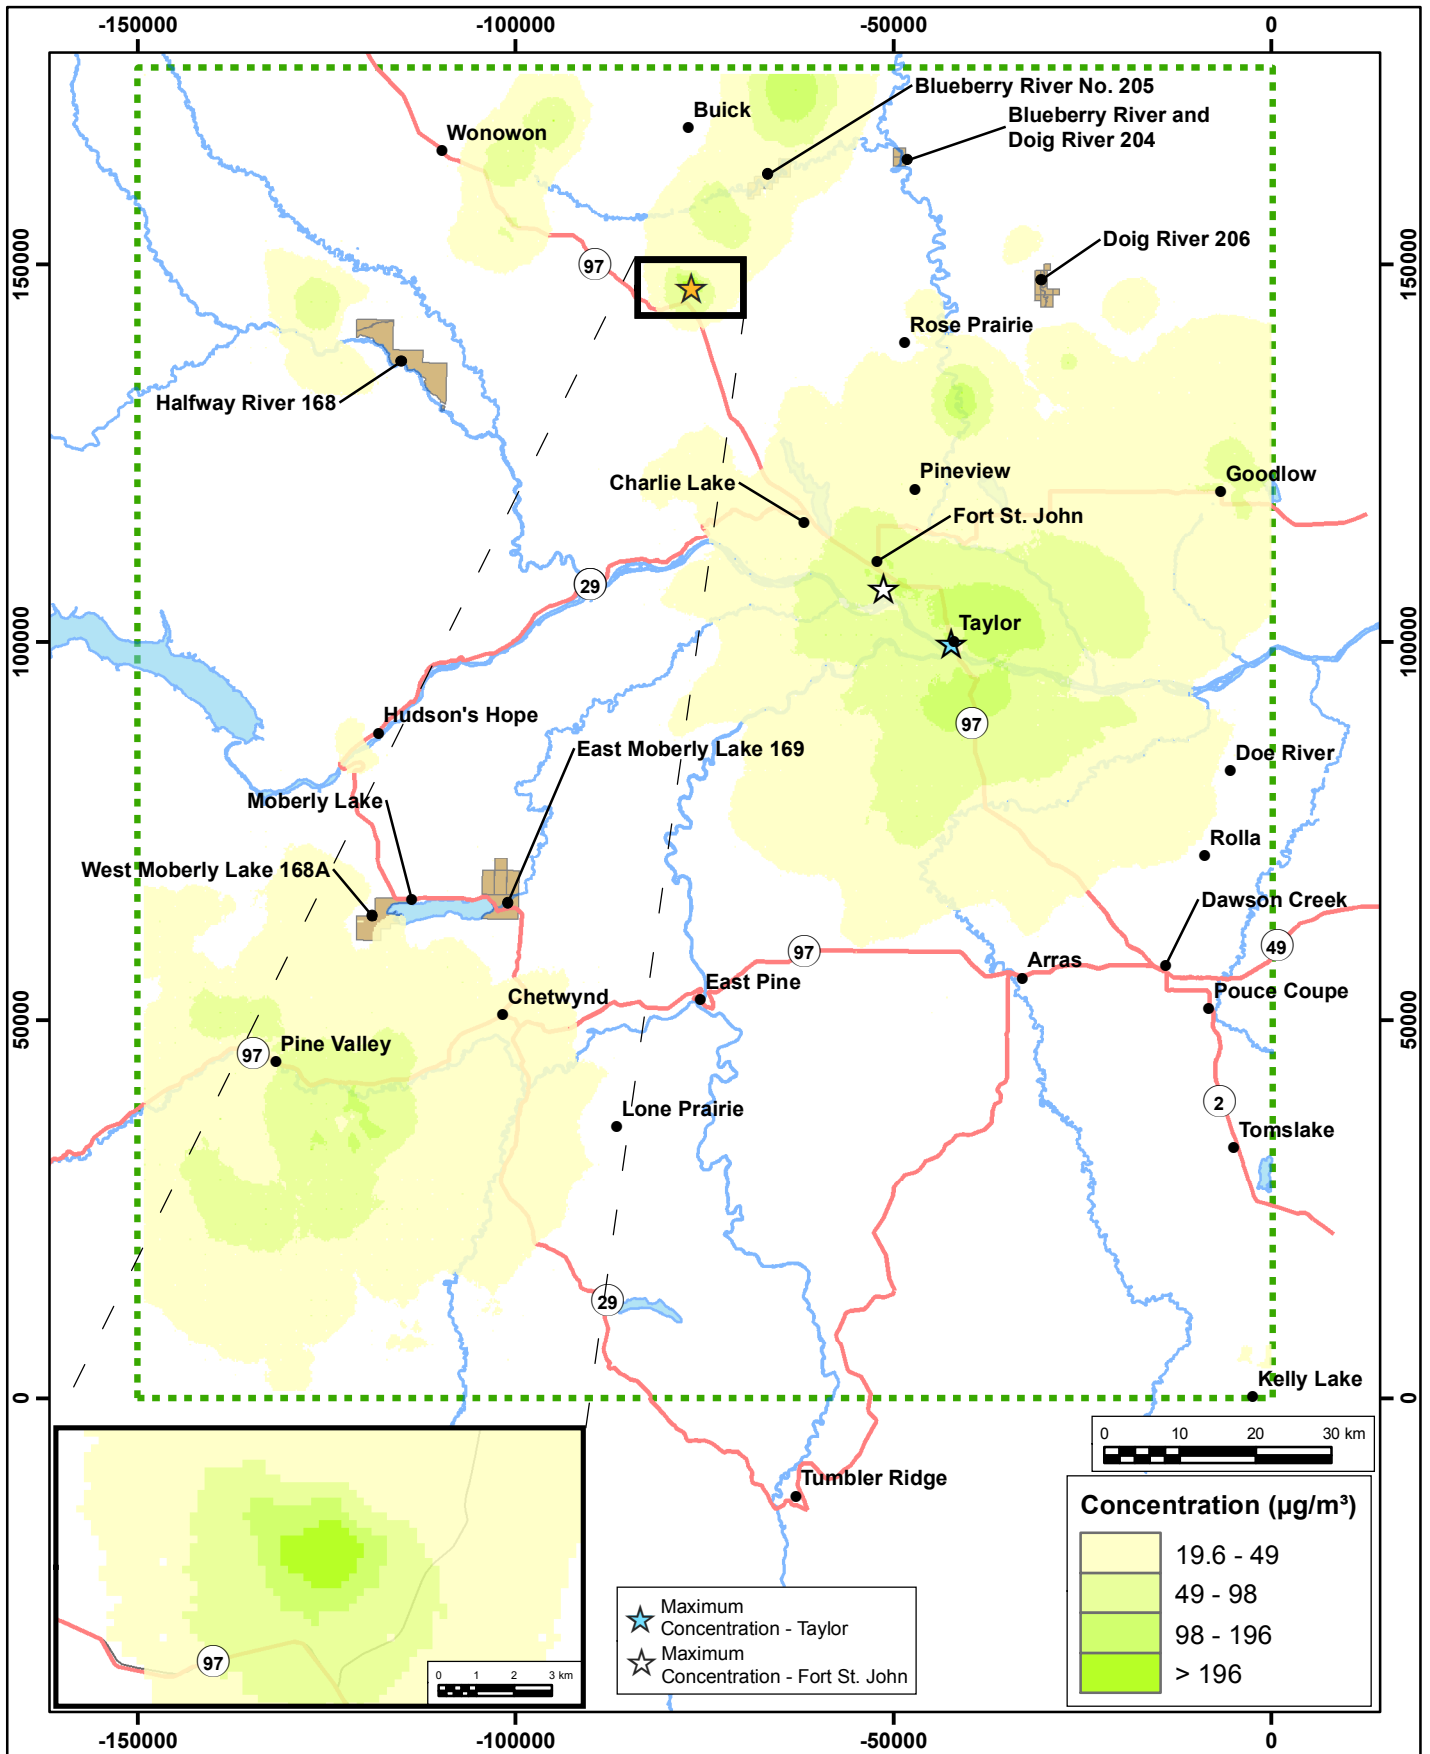 -150000
-100000
-50000
0
Blueberry River No. 205
Buick
Blueberry River and
Doig River 204
Wonowon
Doig River 206
97
150000
150000
Rose Prairie
Halfway River 168
Pineview
Goodlow
Charlie Lake
Fort St. John
29
Taylor
100000
100000
Hudson's Hope
97
East Moberly Lake 169
Doe River
Moberly Lake
Rolla
West Moberly Lake 168A
Dawson Creek
97
49
Arras
East Pine
Chetwynd
Pouce Coupe
50000
50000
97
Pine Valley
2
Lone Prairie
Tomslake
29
Kelly Lake
0
0
0 10 20 30 km
Tumbler Ridge
Concentration (µg/m³)
19.6 - 49
49 - 98
98 - 196
> 196
Maximum
Concentration - Taylor
Maximum
Concentration - Fort St. John
97
0 1 2 3 km
-150000
-100000
-50000
0